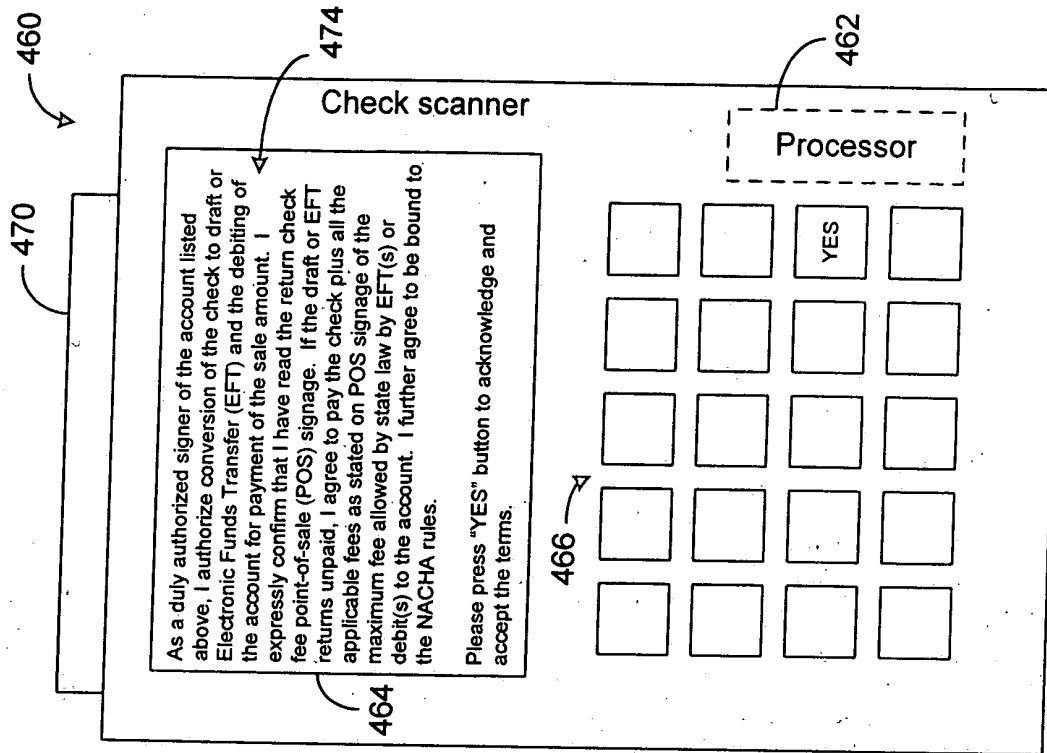 460
470
474
Check scanner
As a duly authorized signer of the account listed
above, I authorize conversion of the check to draft or
Electronic Funds Transfer (EFT) and the debiting of
the account for payment of the sale amount. I
expressly confirm that I have read the return check
fee point-of-sale (POS) signage. If the draft or EFT
returns unpaid, I agree to pay the check plus all the
applicable fees as stated on POS signage of the
maximum fee allowed by state law by EFT(s) or
debit(s) to the account. I further agree to be bound to
the NACHA rules.
Please press "YES" button to acknowledge and
accept the terms.
464
466
YES
Processor
462